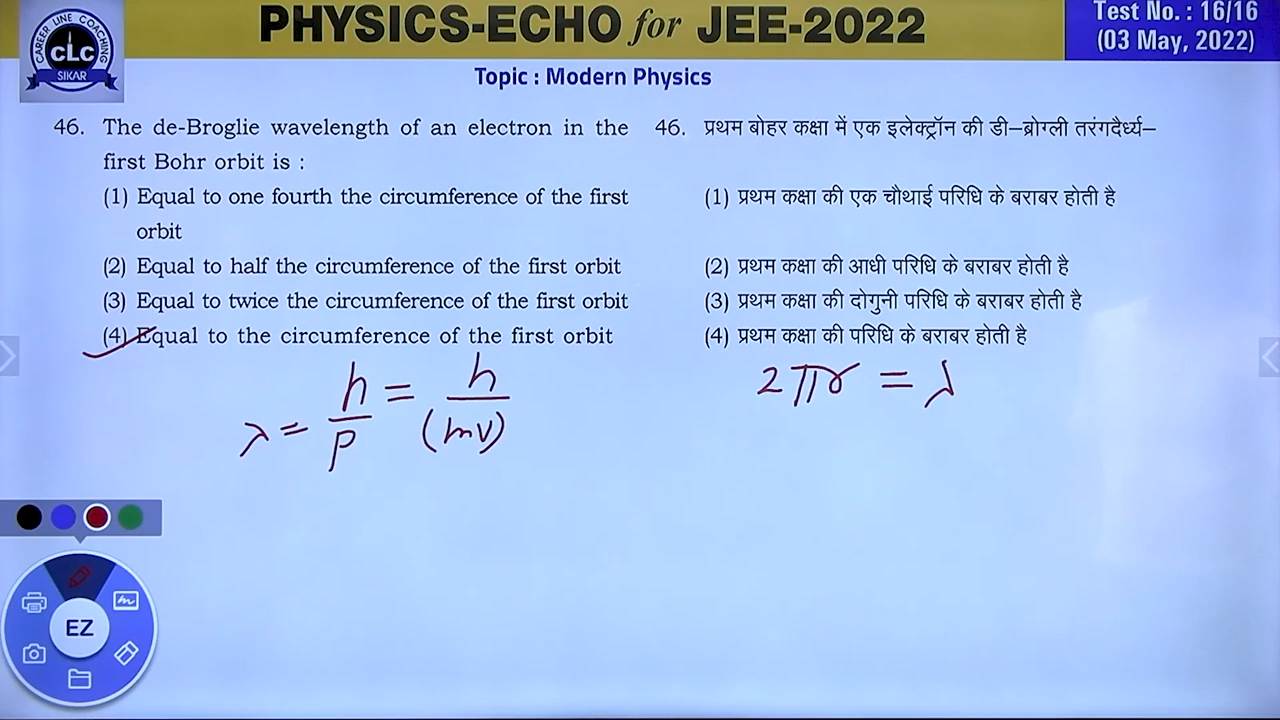 CAREER LINE COACHING
CLC
SIKAR
PHYSICS-ECHO for JEE-2022
Test No. : 16/16
(03 May, 2022)
Topic : Modern Physics
46. The de-Broglie wavelength of an electron in the
first Bohr orbit is :
(1) Equal to one fourth the circumference of the first
orbit
(2) Equal to half the circumference of the first orbit
(3) Equal to twice the circumference of the first orbit
(4) Equal to the circumference of the first orbit
46. प्रथम बोहर कक्षा में एक इलेक्ट्रॉन की डी–ब्रोग्ली तरंगदैर्ध्य–
(1) प्रथम कक्षा की एक चौथाई परिधि के बराबर होती है
(2) प्रथम कक्षा की आधी परिधि के बराबर होती है
(3) प्रथम कक्षा की दोगुनी परिधि के बराबर होती है
(4) प्रथम कक्षा की परिधि के बराबर होती है
λ = h/p = h/(mv)
2πr = λ
EZ